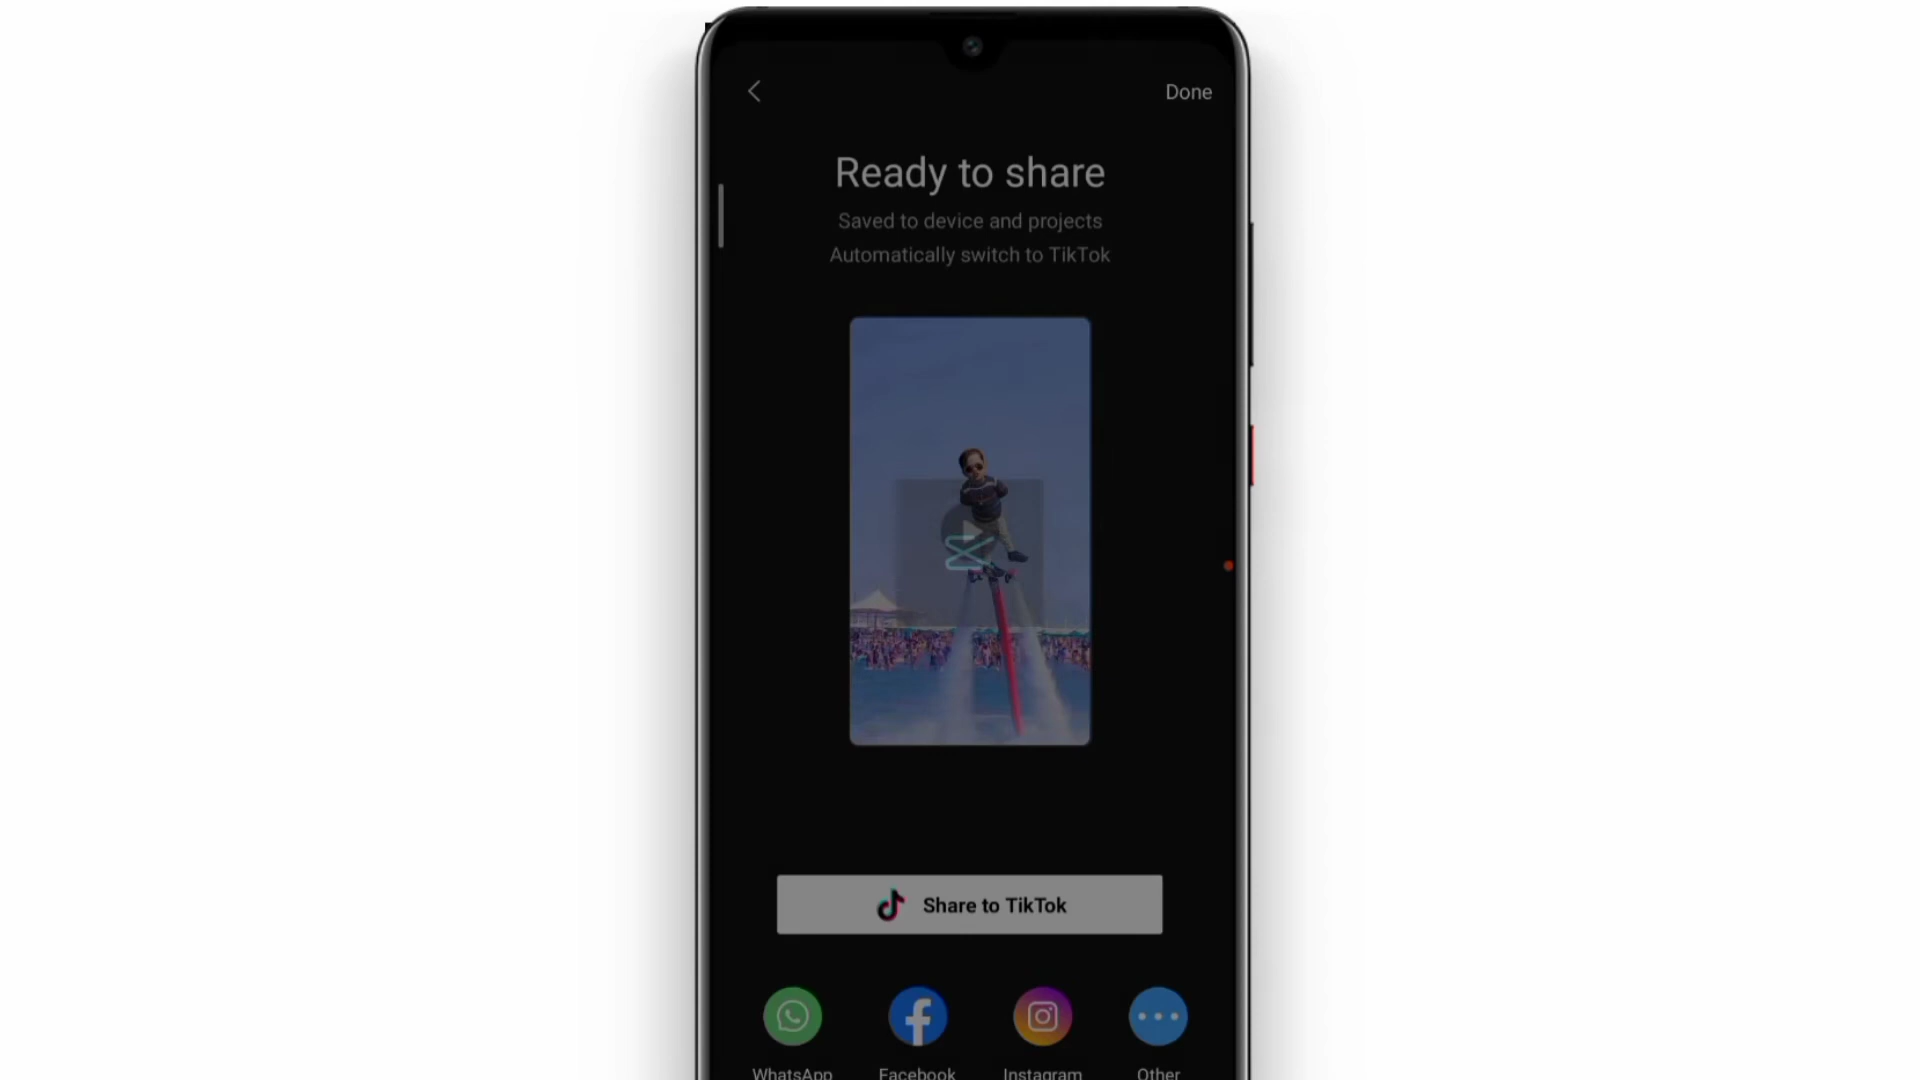 Done
Ready to share
Saved to device and projects
Automatically switch to TikTok
Share to TikTok
WhatsApp Facebook Instagram Other